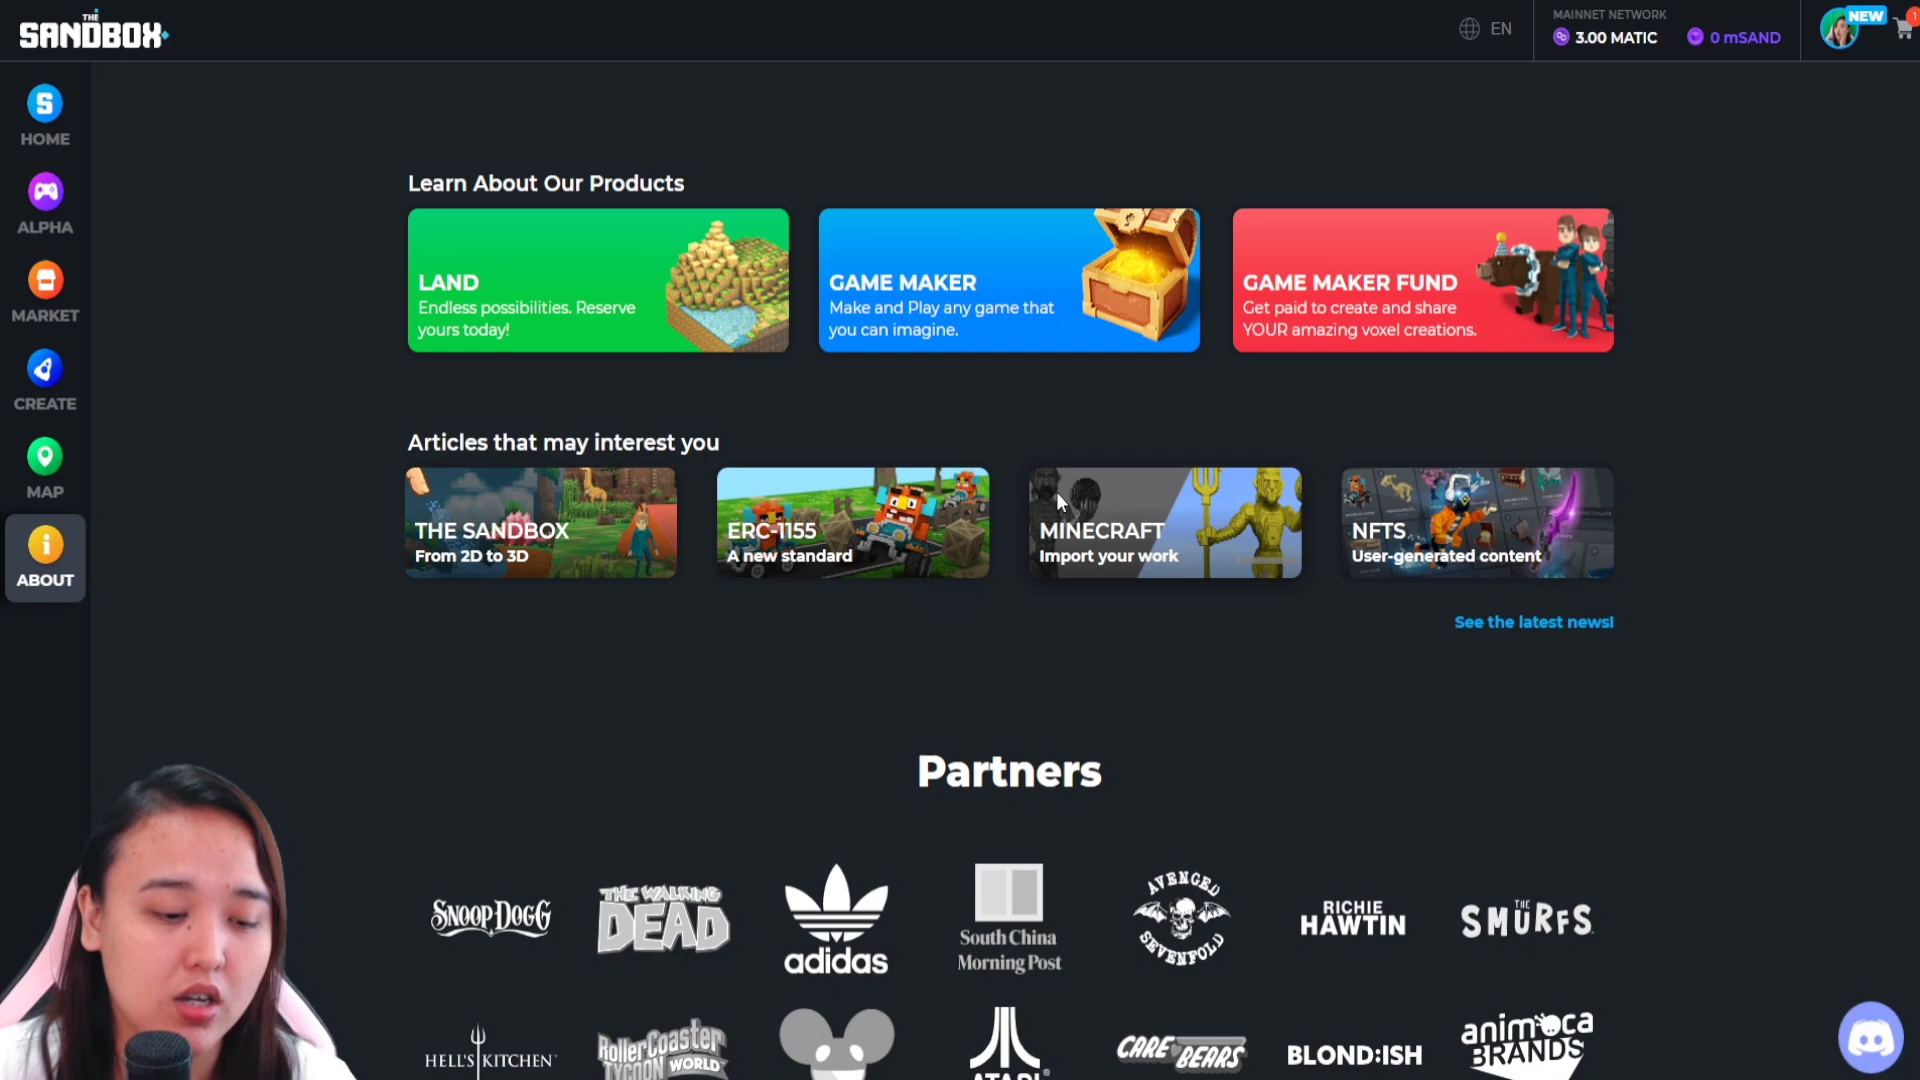 THE
SANDBOX
EN
MAINNET NETWORK
3.00 MATIC
0 mSAND
NEW
1
HOME
ALPHA
MARKET
CREATE
MAP
ABOUT
Learn About Our Products
LAND
Endless possibilities. Reserve
yours today!
GAME MAKER
Make and Play any game that
you can imagine.
GAME MAKER FUND
Get paid to create and share
YOUR amazing voxel creations.
Articles that may interest you
THE SANDBOX
From 2D to 3D
ERC-1155
A new standard
MINECRAFT
Import your work
NFTS
User-generated content
See the latest news!
Partners
SNOOP DOGG
THE WALKING
DEAD
adidas
South China
Morning Post
AVENGED
SEVENFOLD
RICHIE
HAWTIN
THE
SMURFS
HELL'S KITCHEN
RollerCoaster
TYCOON WORLD
ATARI
CARE BEARS
BLOND:ISH
animoca
BRANDS